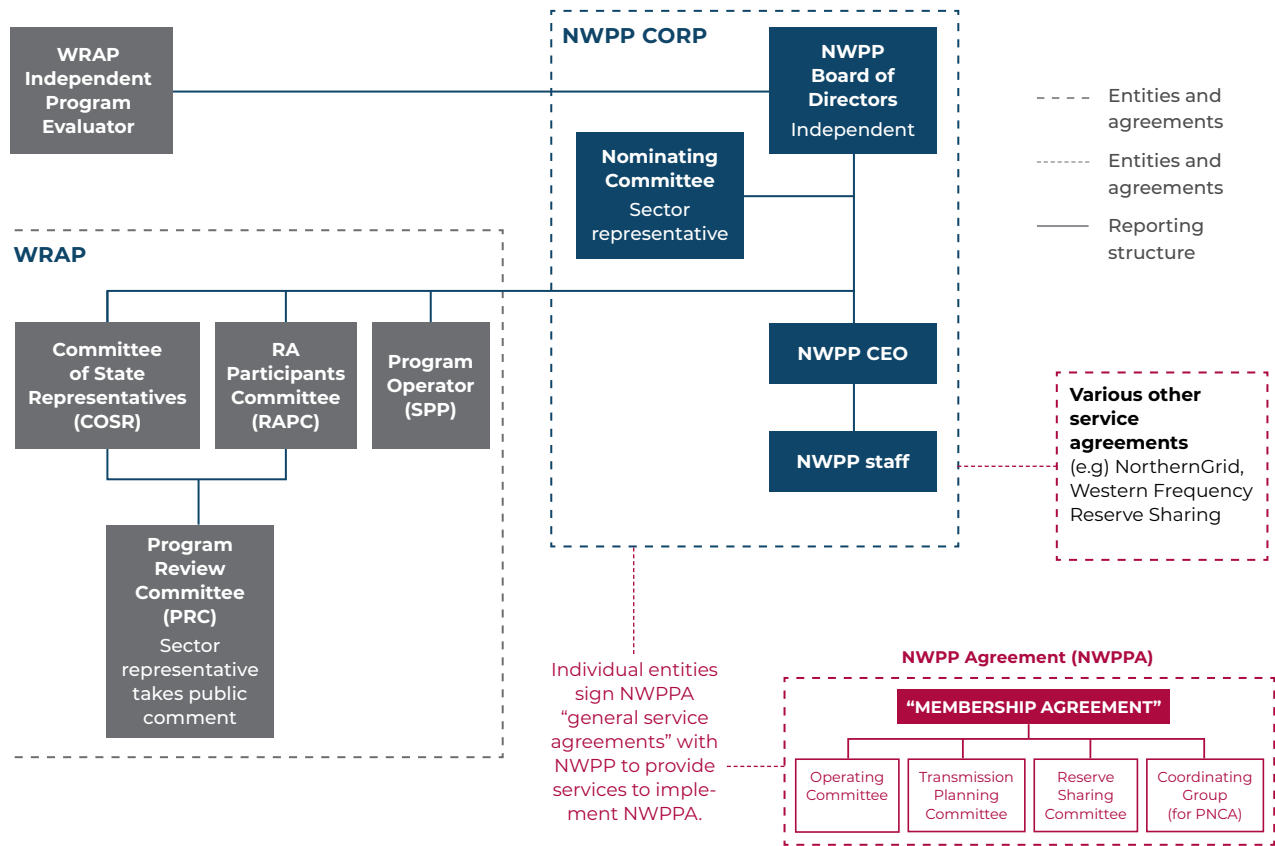 WRAP
Independent
Program
Evaluator
NWPP CORP
NWPP
Board of
Directors
Independent
Nominating
Committee
Sector
representative
Entities and
agreements
Entities and
agreements
Reporting
structure
WRAP
Committee
of State
Representatives
(COSR)
RA
Participants
Committee
(RAPC)
Program
Operator
(SPP)
NWPP CEO
NWPP staff
Various other
service
agreements
(e.g) NorthernGrid,
Western Frequency
Reserve Sharing
Program
Review
Committee
(PRC)
Sector
representative
takes public
comment
Individual entities
sign NWPPA
“general service
agreements” with
NWPP to provide
services to imple-
ment NWPPA.
NWPP Agreement (NWPPA)
“MEMBERSHIP AGREEMENT”
Operating
Committee
Transmission
Planning
Committee
Reserve
Sharing
Committee
Coordinating
Group
(for PNCA)